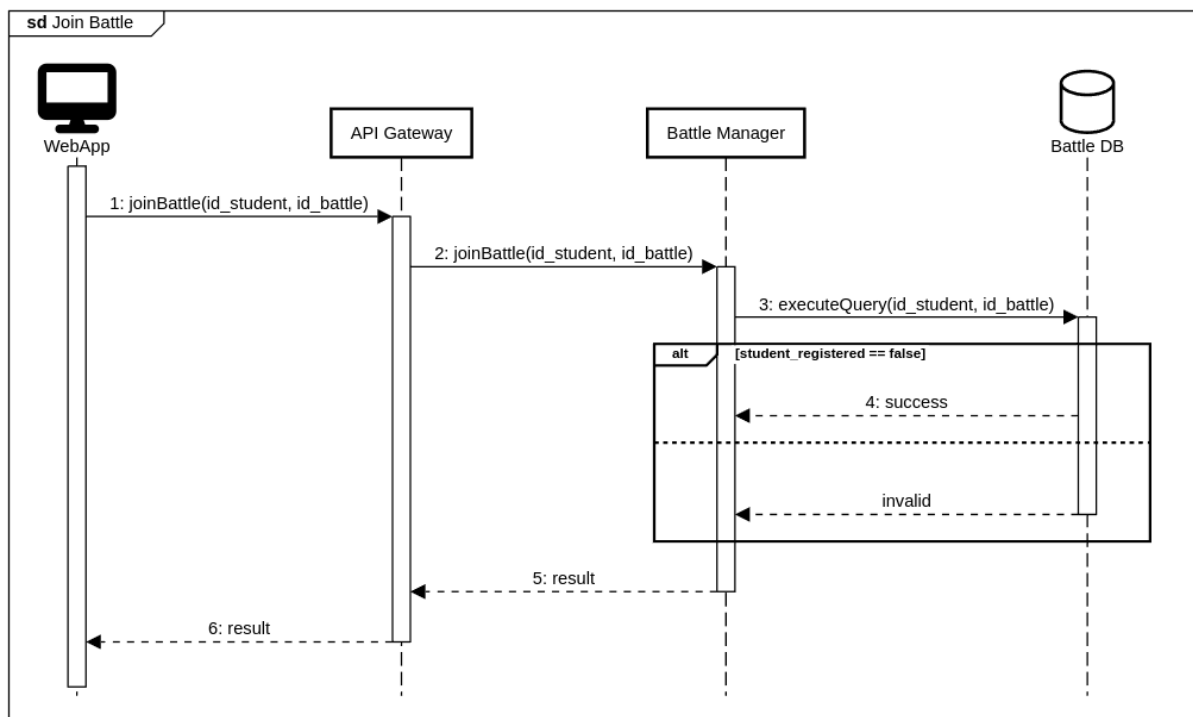 sd Join Battle
WebApp
API Gateway
Battle Manager
Battle DB
1: joinBattle(id_student, id_battle)
2: joinBattle(id_student, id_battle)
3: executeQuery(id_student, id_battle)
alt
[student_registered == false]
4: success
invalid
5: result
6: result